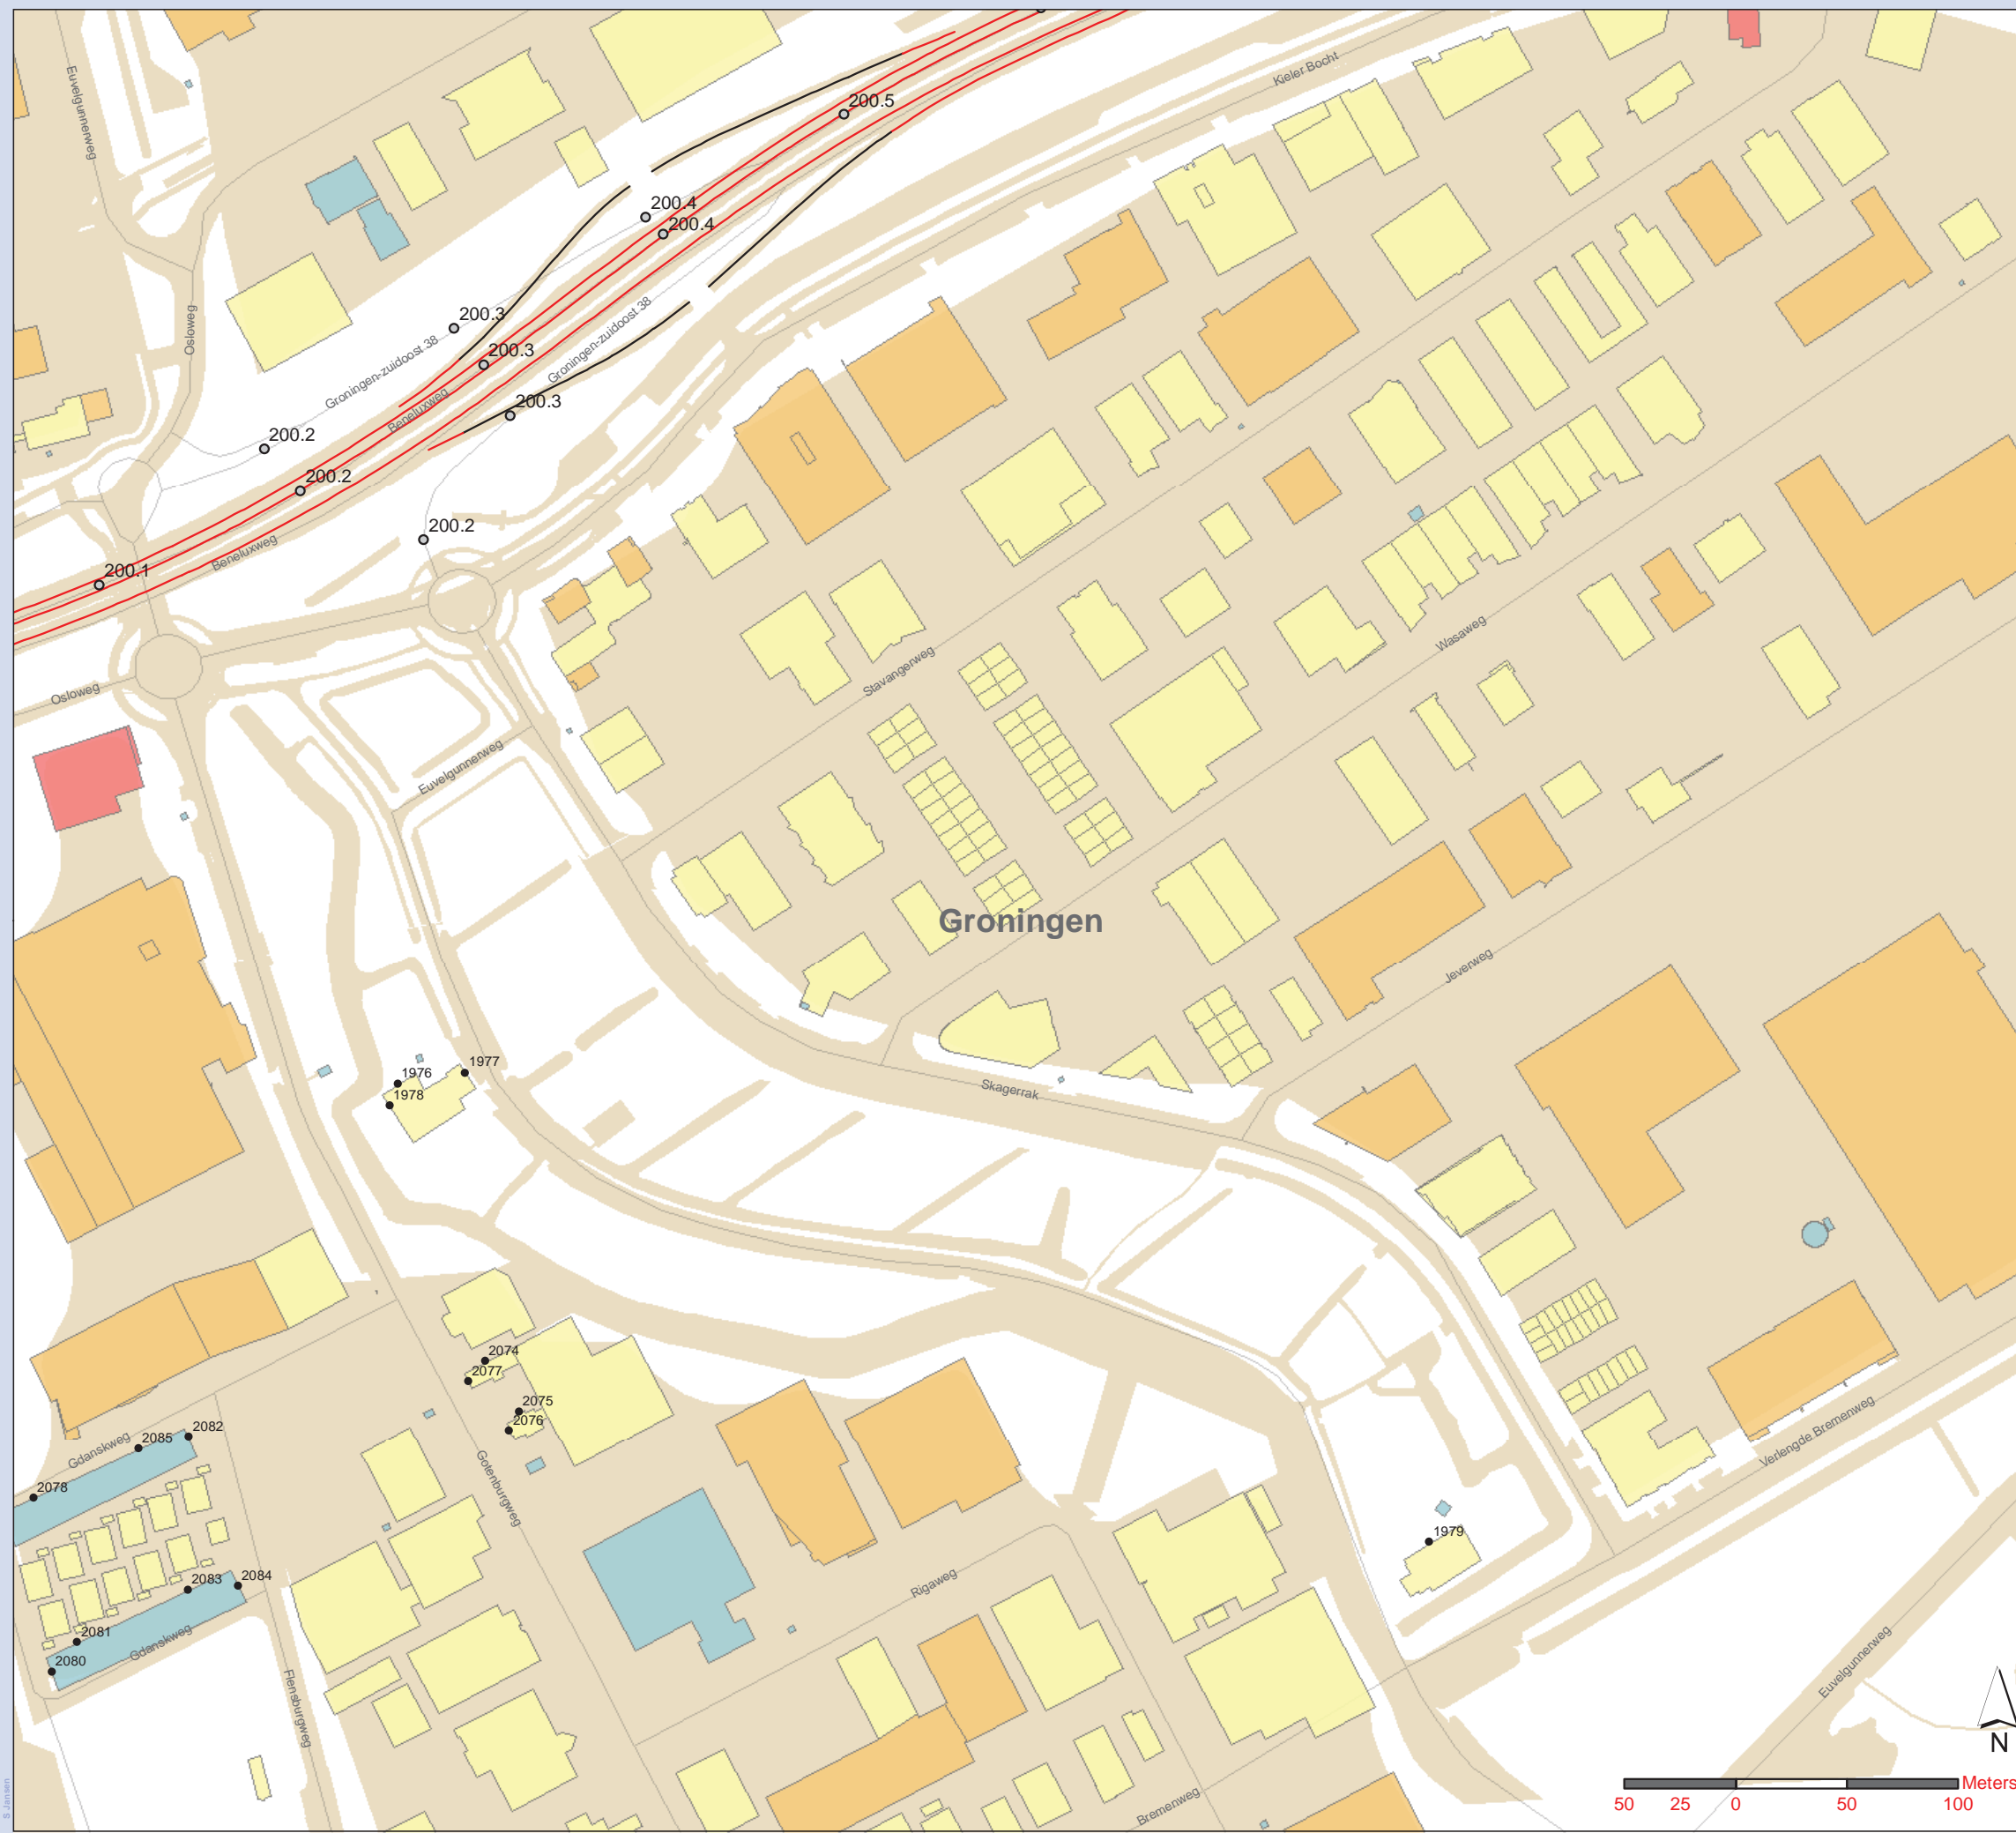 Euvelgunnerweg
Kieler Bocht
200.5
200.4
200.4
Osloweg
200.3
Groningen-zuidoost 38
Groningen-zuidoost 38
200.3
Beneluxweg
200.3
200.2
200.2
200.2
Beneluxweg
200.1
Stavangerweg
Wasaweg
Osloweg
Euvelgunnerweg
Groningen
Jeverweg
1977
1976
1978
Skagerrak
2074
2077
2075
2076
Gdanskweg
2085
2082
2078
Gotenburgweg
Verlengde Bremenweg
1979
2083
2084
2081
2080
Gdanskweg
Rigaweg
Flensburgweg
Euvelgunnerweg
N
Bremenweg
Meters
50 25 0 50 100
S Jansen